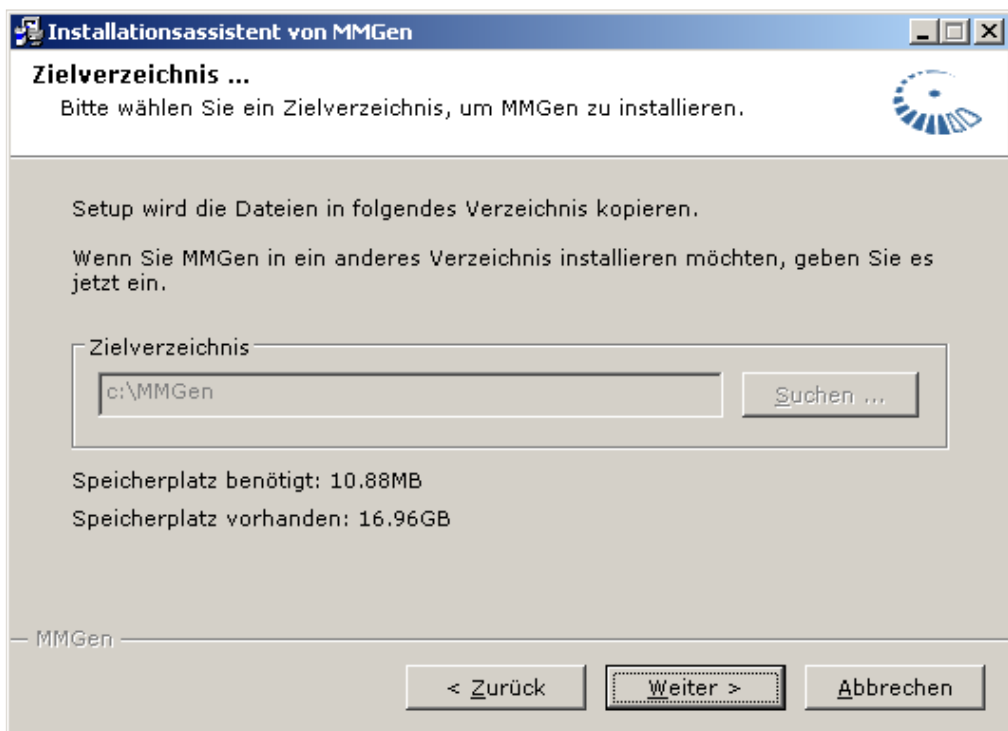 Installationsassistent von MMGen
Zielverzeichnis ...
Bitte wählen Sie ein Zielverzeichnis, um MMGen zu installieren.
Setup wird die Dateien in folgendes Verzeichnis kopieren.
Wenn Sie MMGen in ein anderes Verzeichnis installieren möchten, geben Sie es
jetzt ein.
Zielverzeichnis
c:\MMGen
Suchen ...
Speicherplatz benötigt: 10.88MB
Speicherplatz vorhanden: 16.96GB
MMGen
< Zurück
Weiter >
Abbrechen